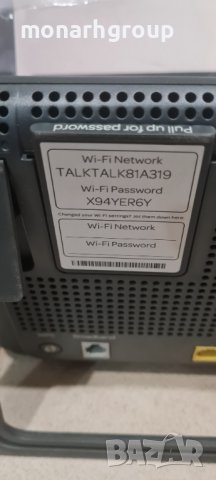 monarhgroup.com
Pull up for password
Wi-Fi Network
TALKTALK81A319
Wi-Fi Password
X94YER6Y
Changed your Wi-Fi settings? Jot them down here:
Wi-Fi Network
Wi-Fi Password
bazar